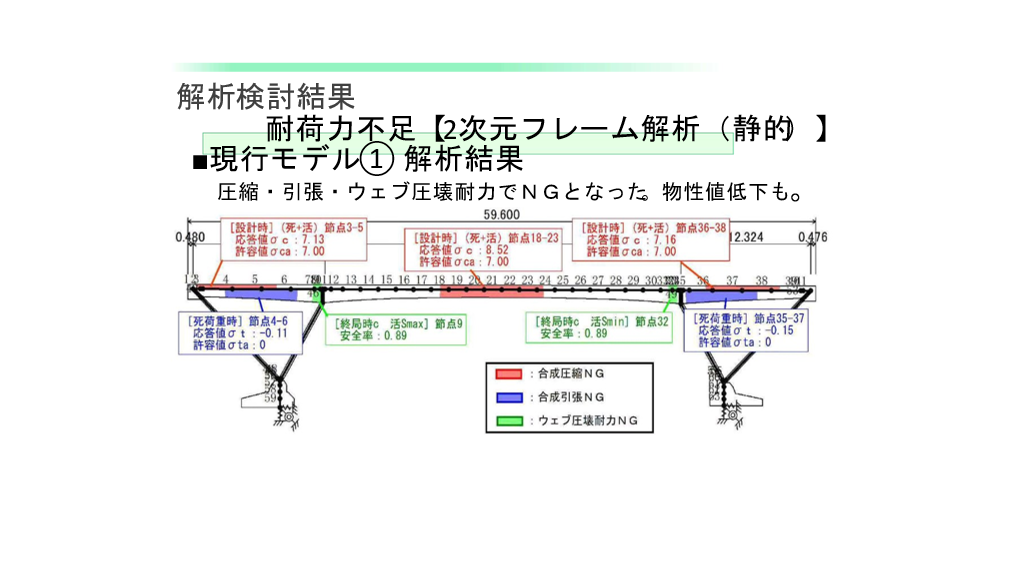 解析検討結果
耐荷力不足【2次元フレーム解析（静的）】
■現行モデル① 解析結果
圧縮・引張・ウェブ圧壊耐力でＮＧとなった。物性値低下も。
59.600
0.480
12.324
0.476
[設計時] (死+活) 節点3-5
応答値σc：7.13
許容値σca：7.00
[設計時] (死+活) 節点18-23
応答値σc：8.52
許容値σca：7.00
[設計時] (死+活) 節点36-38
応答値σc：7.16
許容値σca：7.00
4 5 6 12 13 14 15 16 17 18 19 20 21 22 23 24 25 26 27 28 29 30 36 37 38
[死荷重時] 節点4-6
応答値σt：-0.11
許容値σta：0
[終局時c 活Smax] 節点9
安全率：0.89
[終局時c 活Smin] 節点32
安全率：0.89
[死荷重時] 節点35-37
応答値σt：-0.15
許容値σta：0
：合成圧縮ＮＧ
：合成引張ＮＧ
：ウェブ圧壊耐力ＮＧ